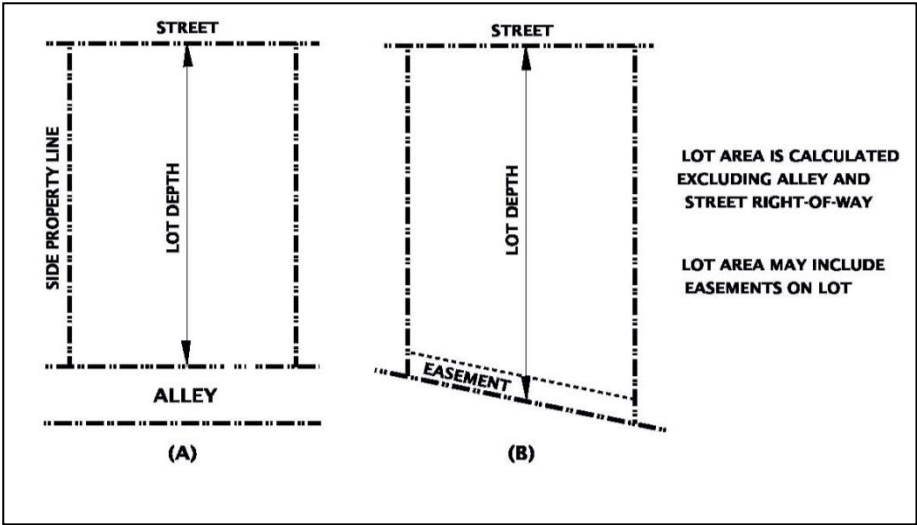 STREET
SIDE PROPERTY LINE
LOT DEPTH
ALLEY
(A)
STREET
LOT DEPTH
EASEMENT
(B)
LOT AREA IS CALCULATED
EXCLUDING ALLEY AND
STREET RIGHT-OF-WAY
LOT AREA MAY INCLUDE
EASEMENTS ON LOT